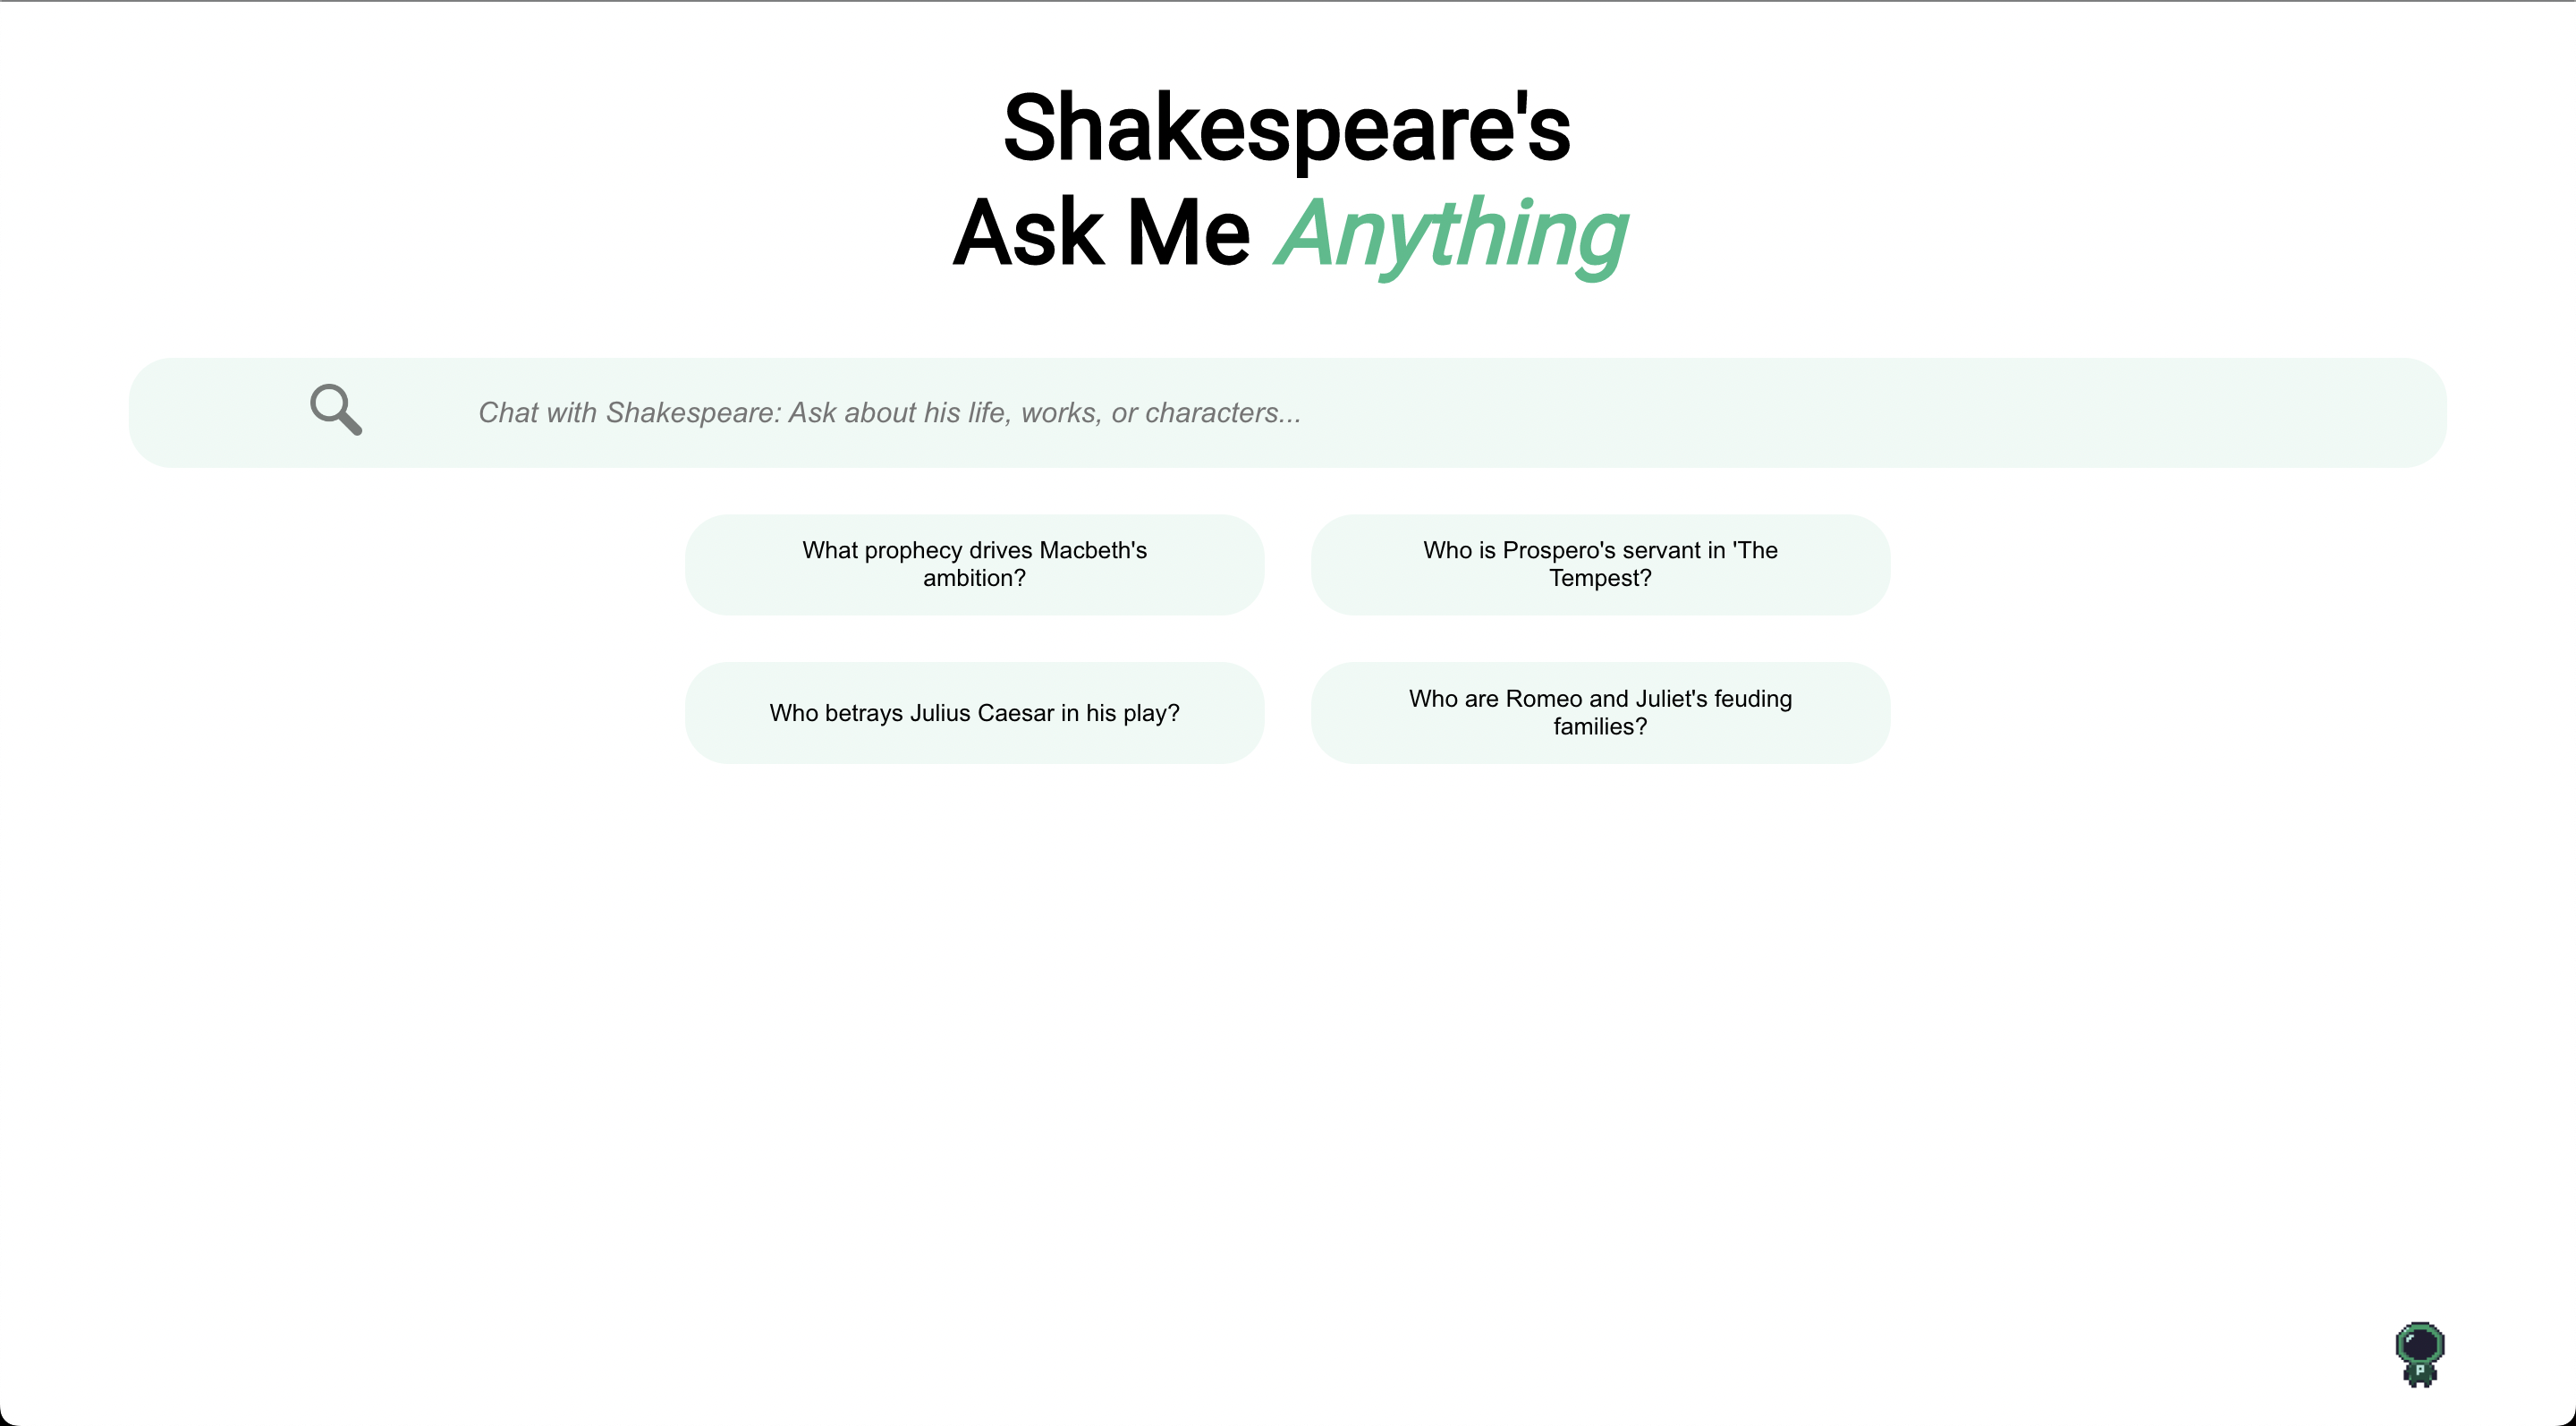 Shakespeare's
Ask Me Anything
Chat with Shakespeare: Ask about his life, works, or characters...
What prophecy drives Macbeth's
ambition?
Who is Prospero's servant in 'The
Tempest?
Who betrays Julius Caesar in his play?
Who are Romeo and Juliet's feuding
families?